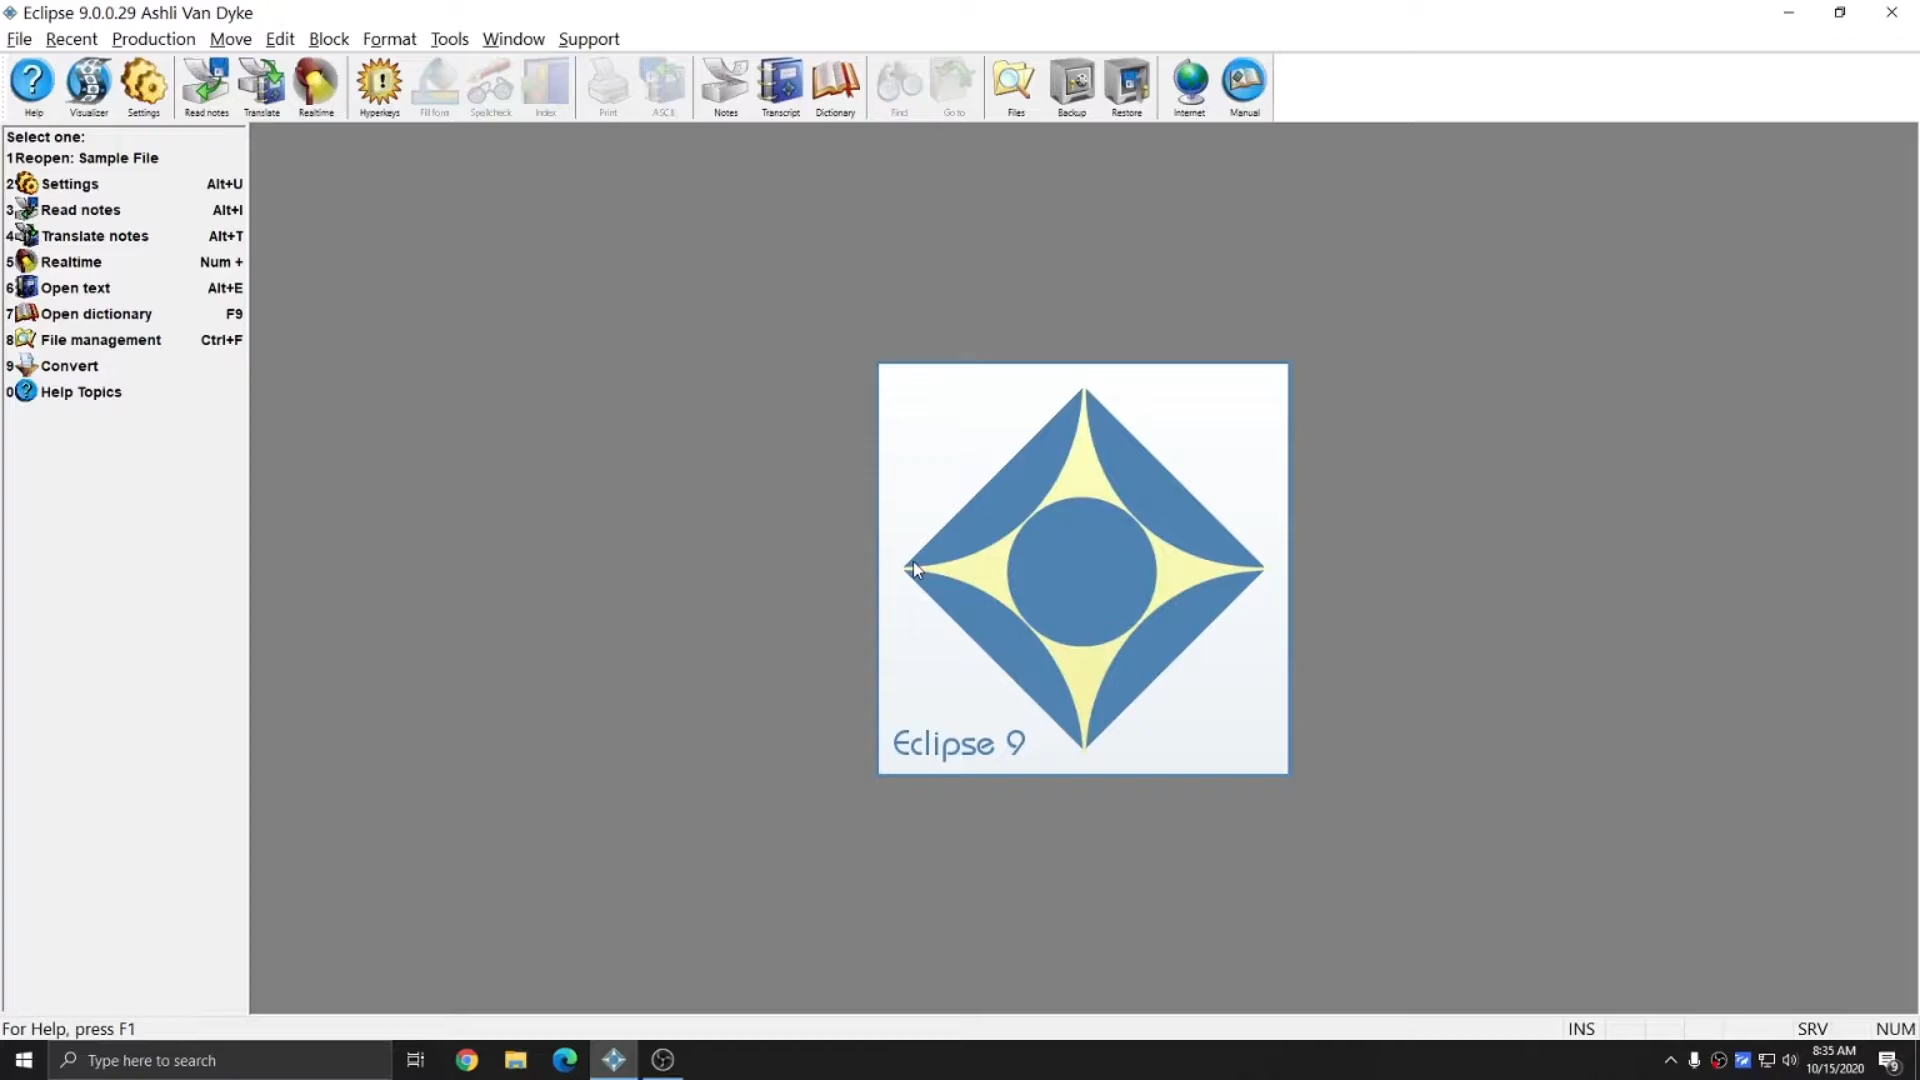 Eclipse 9.0.0.29 Ashli Van Dyke
File Recent Production Move Edit Block Format Tools Window Support
Help Visualizer Settings Read notes Translate Realtime Hyperkeys Fill form Spellcheck Index Print ASCII Notes Transcript Dictionary Find Go to Files Backup Restore Internet Manual
Select one:
1 Reopen: Sample File
2 Settings Alt+U
3 Read notes Alt+I
4 Translate notes Alt+T
5 Realtime Num +
6 Open text Alt+E
7 Open dictionary F9
8 File management Ctrl+F
9 Convert
0 Help Topics
Eclipse 9
For Help, press F1 INS SRV NUM
Type here to search
8:35 AM
10/15/2020
9